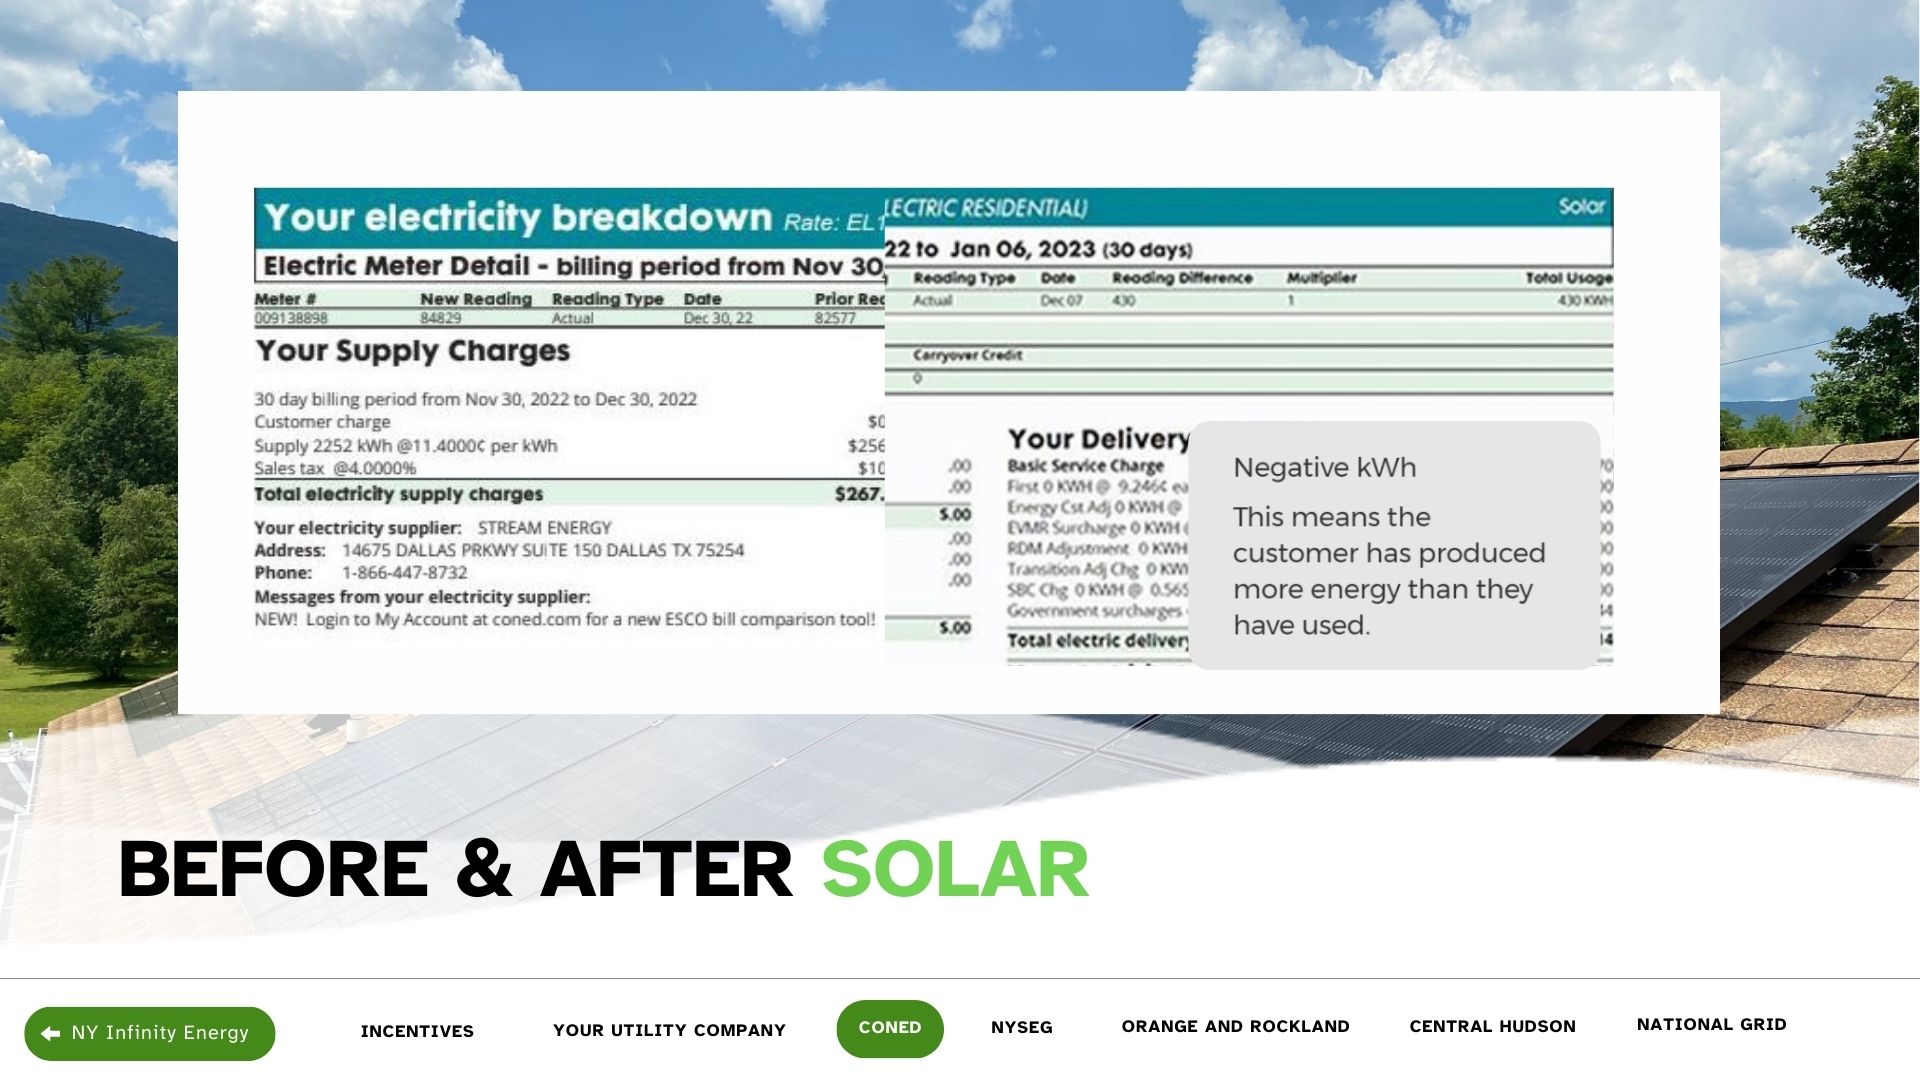 Your electricity breakdown Rate: EL1
Electric Meter Detail - billing period from Nov 30,
Meter # New Reading Reading Type Date Prior Rec
009138898 84829 Actual Dec 30, 22 82577
Your Supply Charges
30 day billing period from Nov 30, 2022 to Dec 30, 2022
Customer charge $0
Supply 2252 kWh @11.4000¢ per kWh $256
Sales tax @4.0000% $10
Total electricity supply charges $267.
Your electricity supplier: STREAM ENERGY
Address: 14675 DALLAS PRKWY SUITE 150 DALLAS TX 75254
Phone: 1-866-447-8732
Messages from your electricity supplier:
NEW! Login to My Account at coned.com for a new ESCO bill comparison tool!
LECTRIC RESIDENTIAL) Solar
22 to Jan 06, 2023 (30 days)
Reading Type Date Reading Difference Multiplier Total Usage
Actual Dec 07 430 1 430 KWH
Carryover Credit
0
Your Delivery
.00 Basic Service Charge
.00 First 0 KWH @ 9.246¢ ea
$.00 Energy Cst Adj 0 KWH @
.00 EVMR Surcharge 0 KWH
.00 RDM Adjustment 0 KWH
.00 Transition Adj Chg 0 KW
SBC Chg 0 KWH @ 0.565
Government surcharges
$.00 Total electric delivery
Negative kWh
This means the
customer has produced
more energy than they
have used.
BEFORE & AFTER SOLAR
NY Infinity Energy
INCENTIVES
YOUR UTILITY COMPANY
CONED
NYSEG
ORANGE AND ROCKLAND
CENTRAL HUDSON
NATIONAL GRID